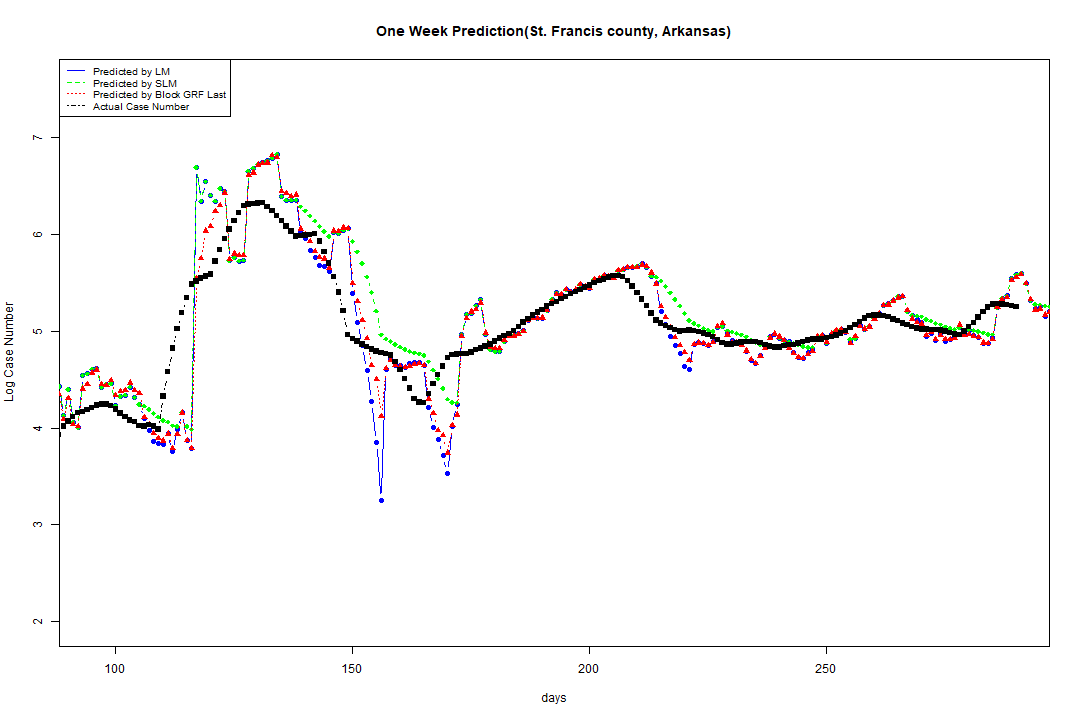 One Week Prediction(St. Francis county, Arkansas)
Predicted by LM
Predicted by SLM
Predicted by Block GRF Last
Actual Case Number
7
6
5
4
3
2
Log Case Number
100 150 200 250
days